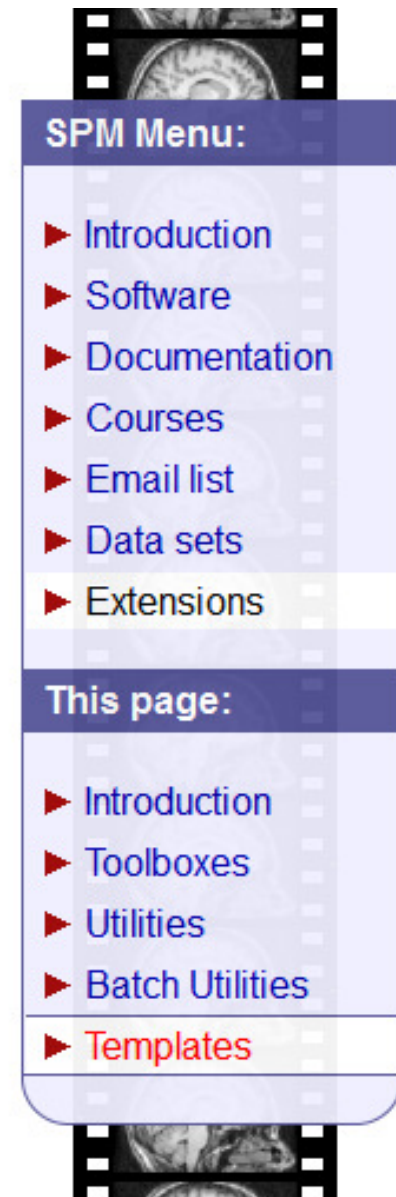 SPM Menu:
Introduction
Software
Documentation
Courses
Email list
Data sets
Extensions
This page:
Introduction
Toolboxes
Utilities
Batch Utilities
Templates